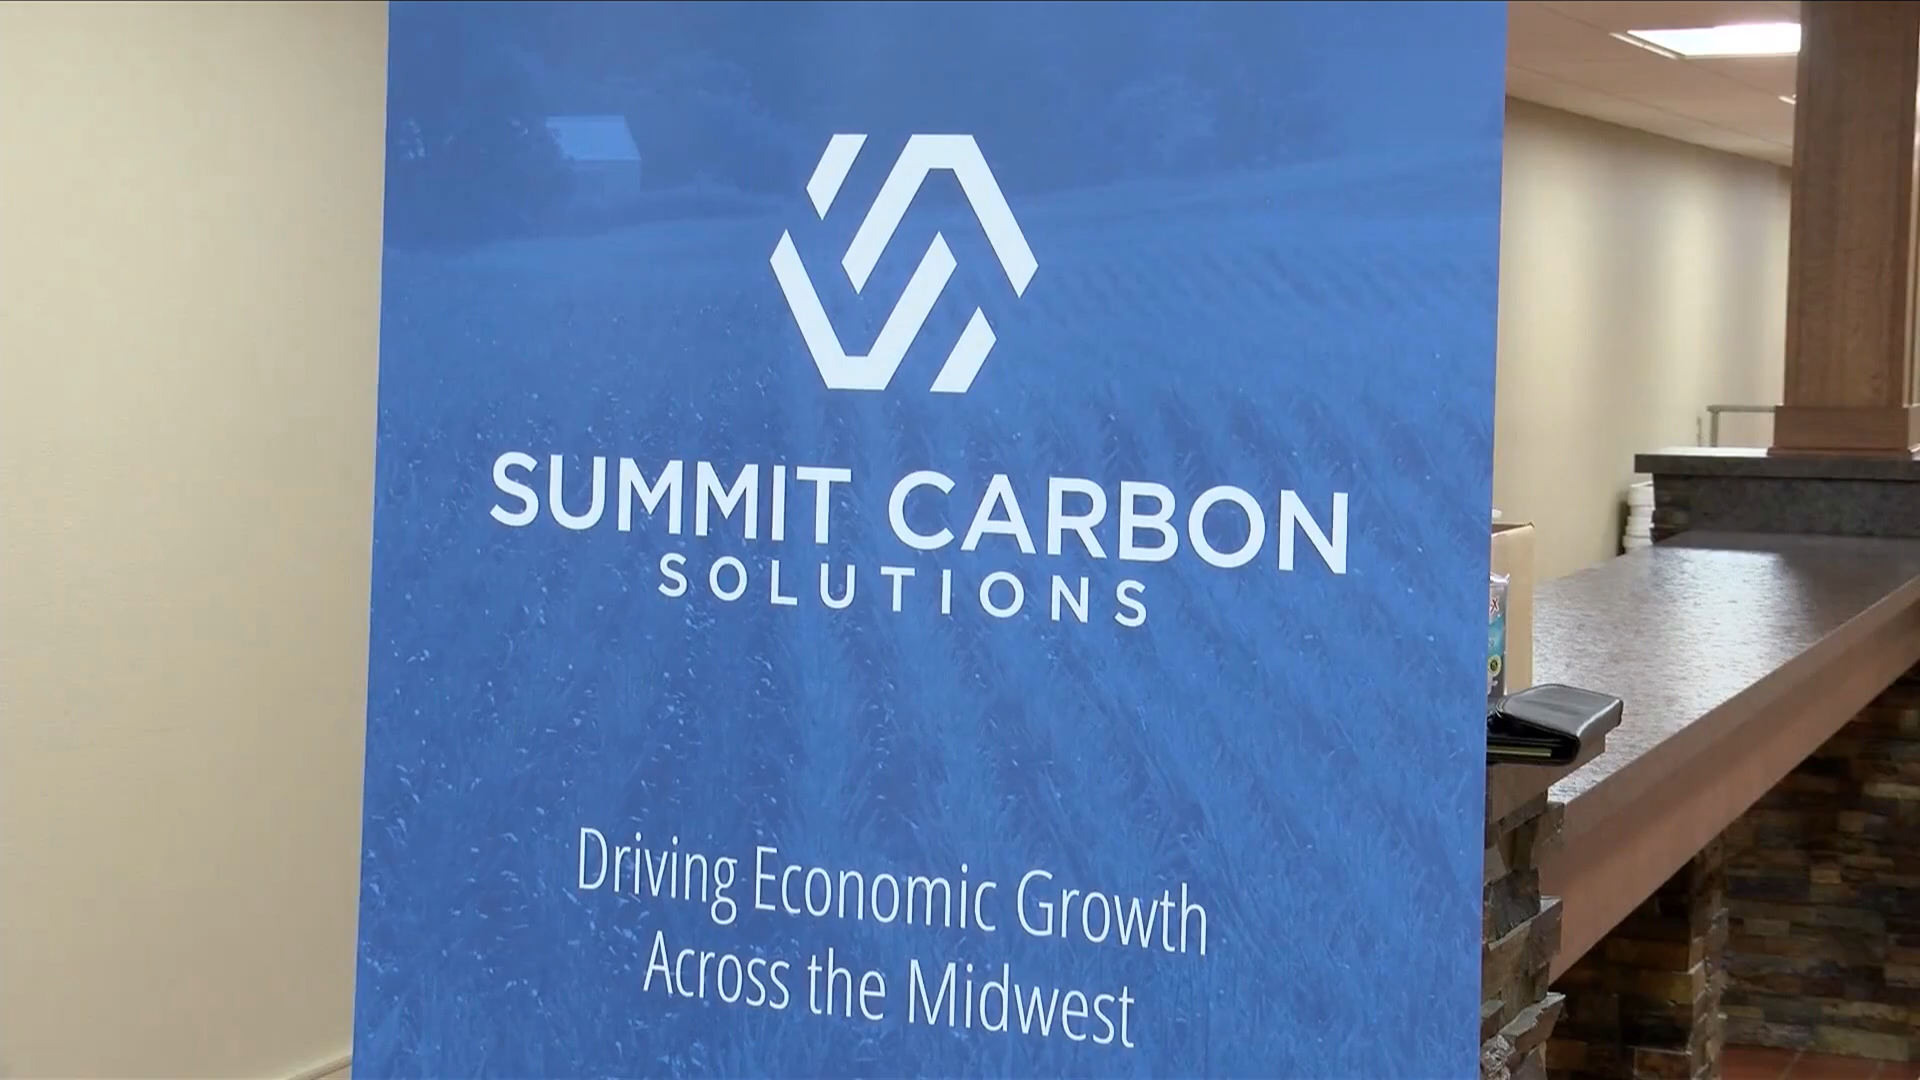 SUMMIT CARBON
SOLUTIONS
Driving Economic Growth
Across the Midwest